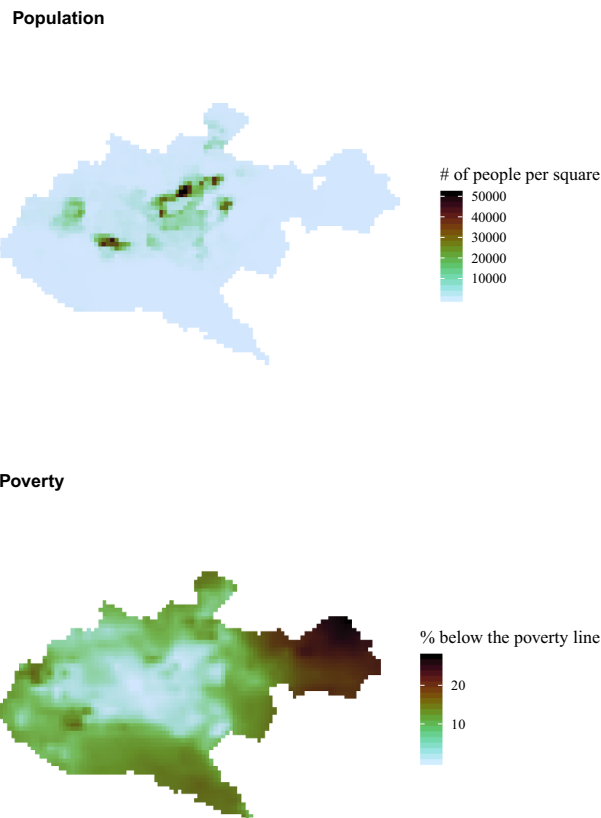 Population
# of people per square
50000
40000
30000
20000
10000
Poverty
% below the poverty line
20
10